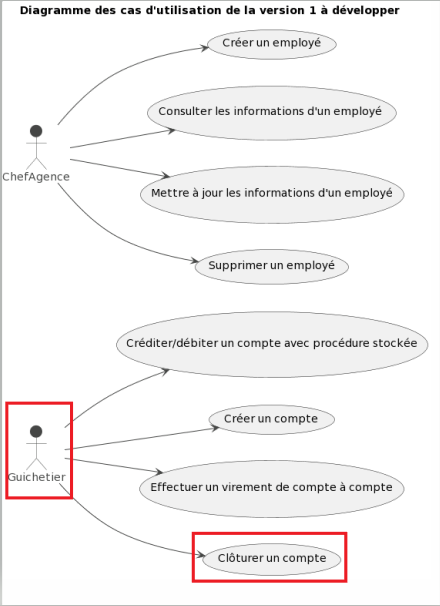 Diagramme des cas d'utilisation de la version 1 à développer
Créer un employé
Consulter les informations d'un employé
ChefAgence
Mettre à jour les informations d'un employé
Supprimer un employé
Créditer/débiter un compte avec procédure stockée
Créer un compte
Guichetier
Effectuer un virement de compte à compte
Clôturer un compte